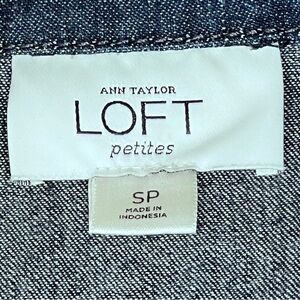 ANN TAYLOR
LOFT
petites
SP
MADE IN
INDONESIA